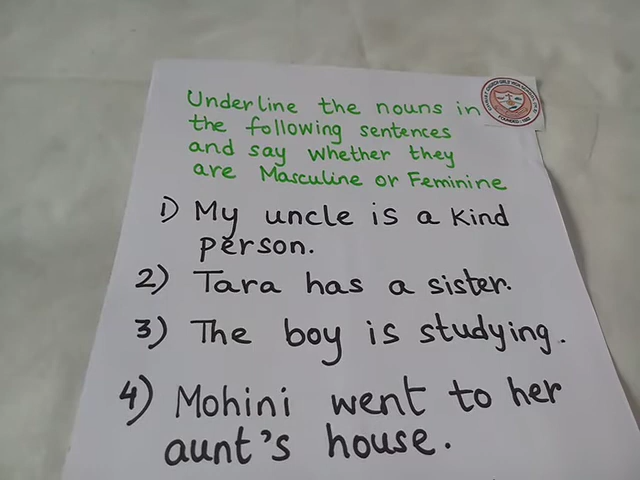 Underline the nouns in
the following sentences
and say whether they
are Masculine or Feminine
1) My uncle is a kind
person.
2) Tara has a sister.
3) The boy is studying.
4) Mohini went to her
aunt's house.